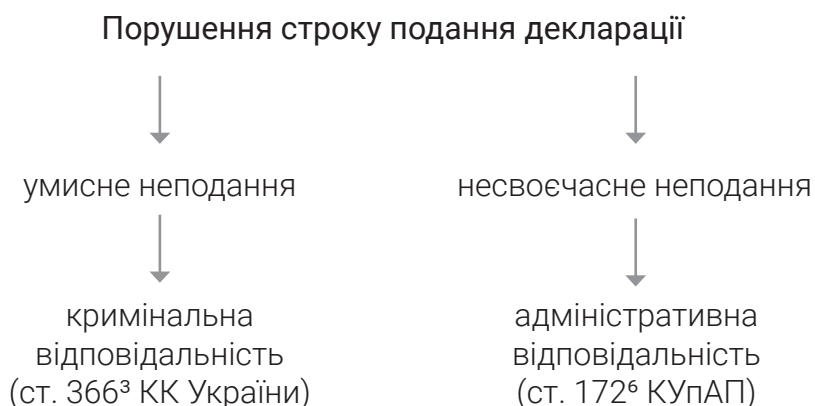 Порушення строку подання декларації
умисне неподання
несвоєчасне неподання
кримінальна
відповідальність
(ст. 366³ КК України)
адміністративна
відповідальність
(ст. 172⁶ КУпАП)